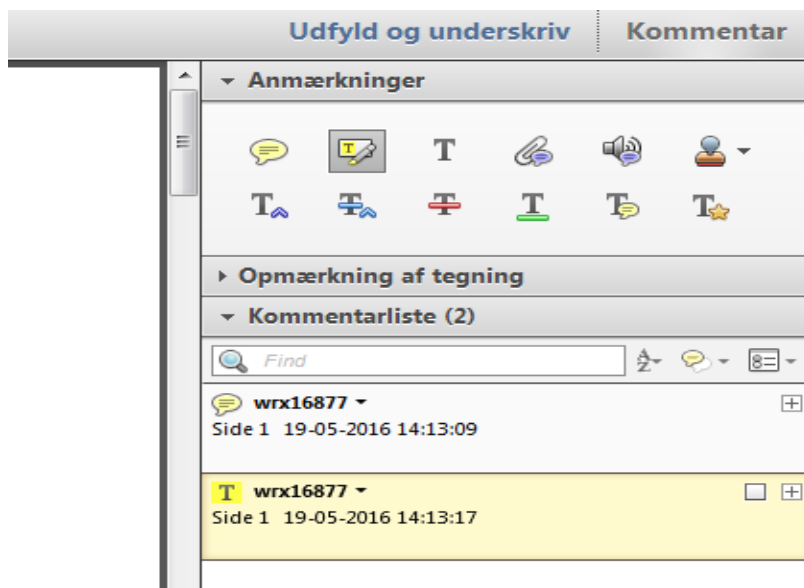 Udfyld og underskriv Kommentar
Anmærkninger
Opmærkning af tegning
Kommentarliste (2)
Find
wrx16877
Side 1 19-05-2016 14:13:09
wrx16877
Side 1 19-05-2016 14:13:17